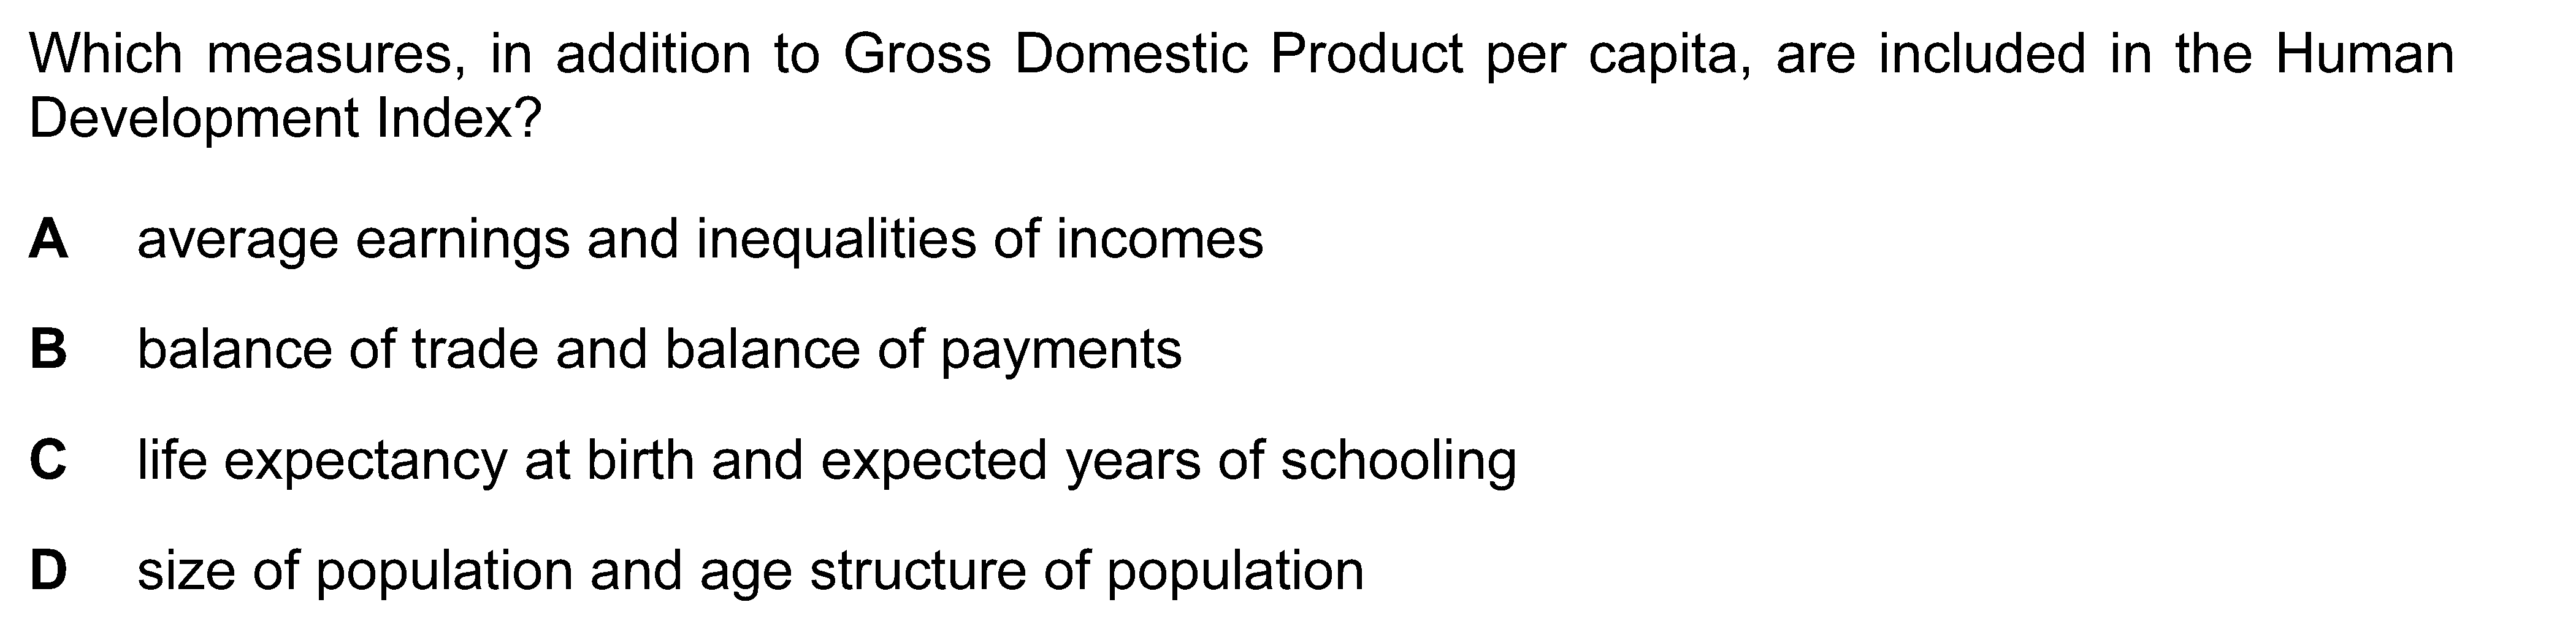 Which measures, in addition to Gross Domestic Product per capita, are included in the Human
Development Index?
A average earnings and inequalities of incomes
B balance of trade and balance of payments
C life expectancy at birth and expected years of schooling
D size of population and age structure of population